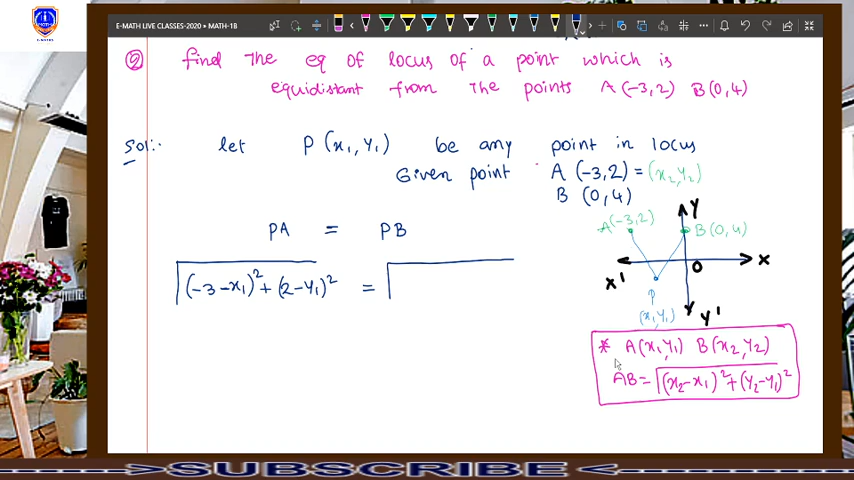 E-MATH LIVE CLASSES-2020 » MATH-1B
② find the eq of locus of a point which is
equidistant from the points A(-3,2) B(0,4)
Sol:- let P(x₁,y₁) be any point in locus
Given point A(-3,2) = (x₂,y₂)
B (0,4)
PA = PB
√(-3-x₁)²+(2-y₁)² = √
A(-3,2)
Y
B(0,4)
X'
O
X
P
(x₁,y₁)
Y'
* A(x₁,y₁) B(x₂,y₂)
AB = √(x₂-x₁)²+(y₂-y₁)²
--------->SUBSCRIBE<---------